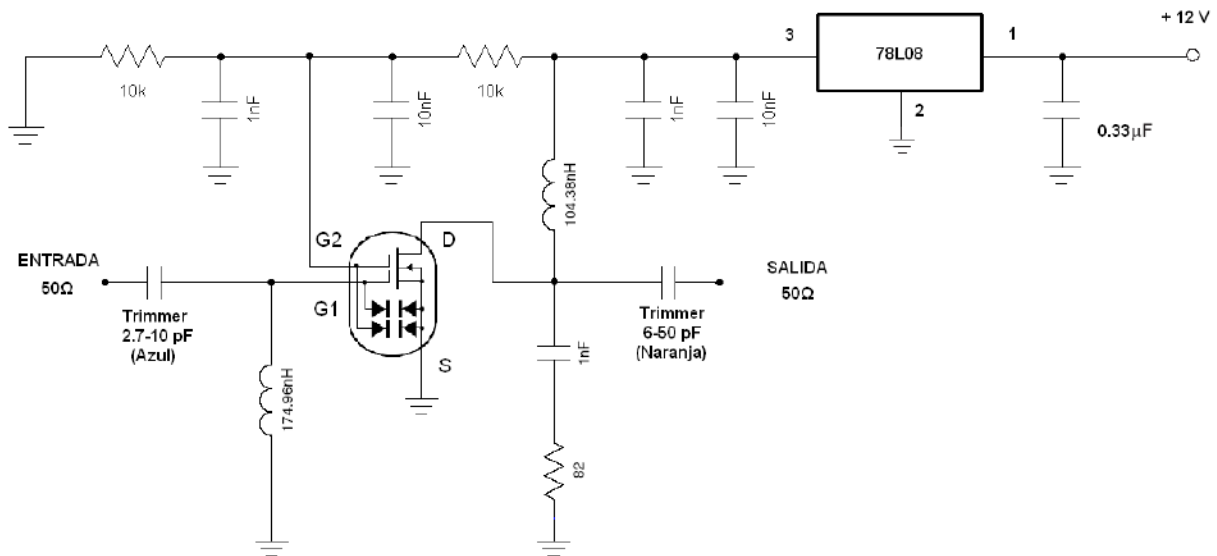 + 12 V
3
78L08
1
2
10k
1nF
10nF
10k
1nF
10nF
0.33µF
104.38nH
G2
D
G1
S
ENTRADA
50Ω
Trimmer
2.7-10 pF
(Azul)
174.96nH
SALIDA
50Ω
Trimmer
6-50 pF
(Naranja)
1nF
82